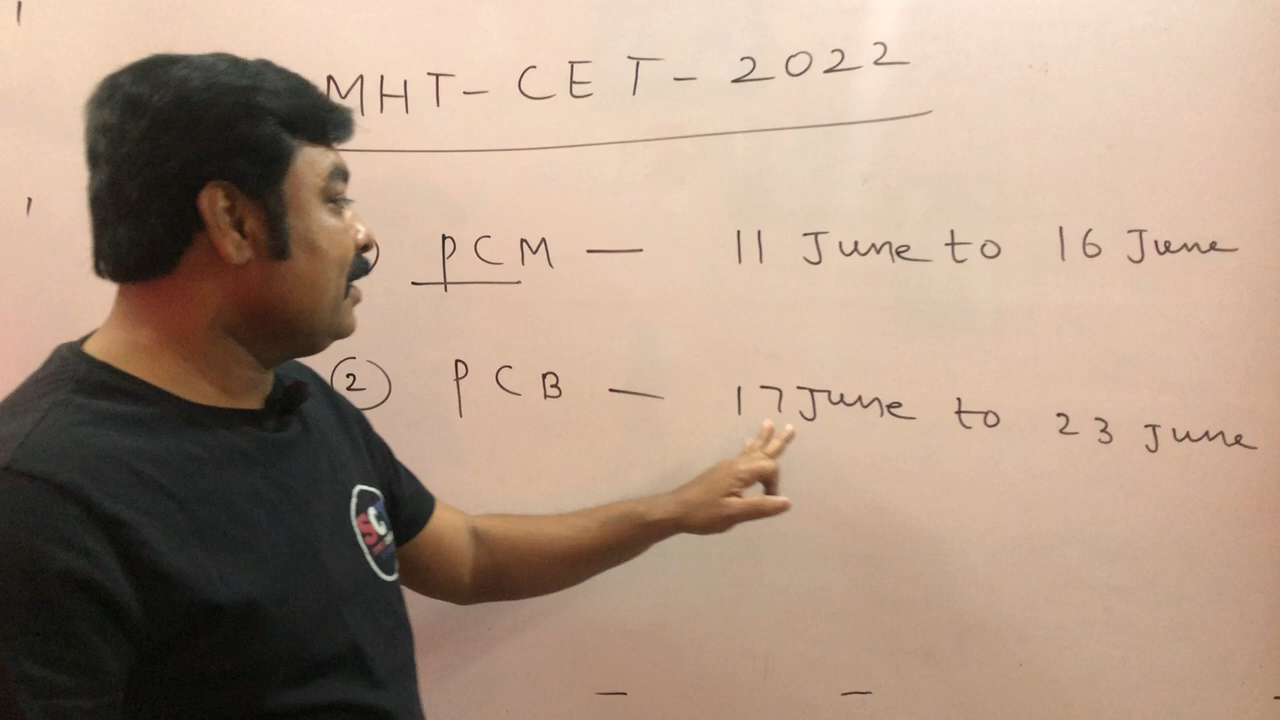 MHT-CET-2022
PCM — 11 June to 16 June
② PCB — 17 June to 23 June